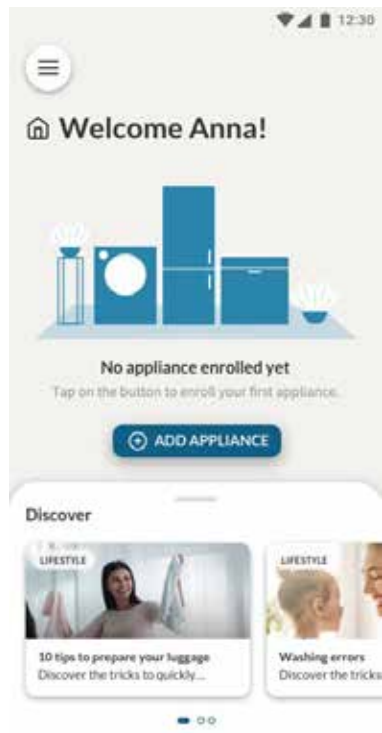 12:30
Welcome Anna!
No appliance enrolled yet
Tap on the button to enroll your first appliance.
ADD APPLIANCE
Discover
LIFESTYLE
LIFESTYLE
10 tips to prepare your luggage
Discover the tricks to quickly...
Washing errors
Discover the tricks